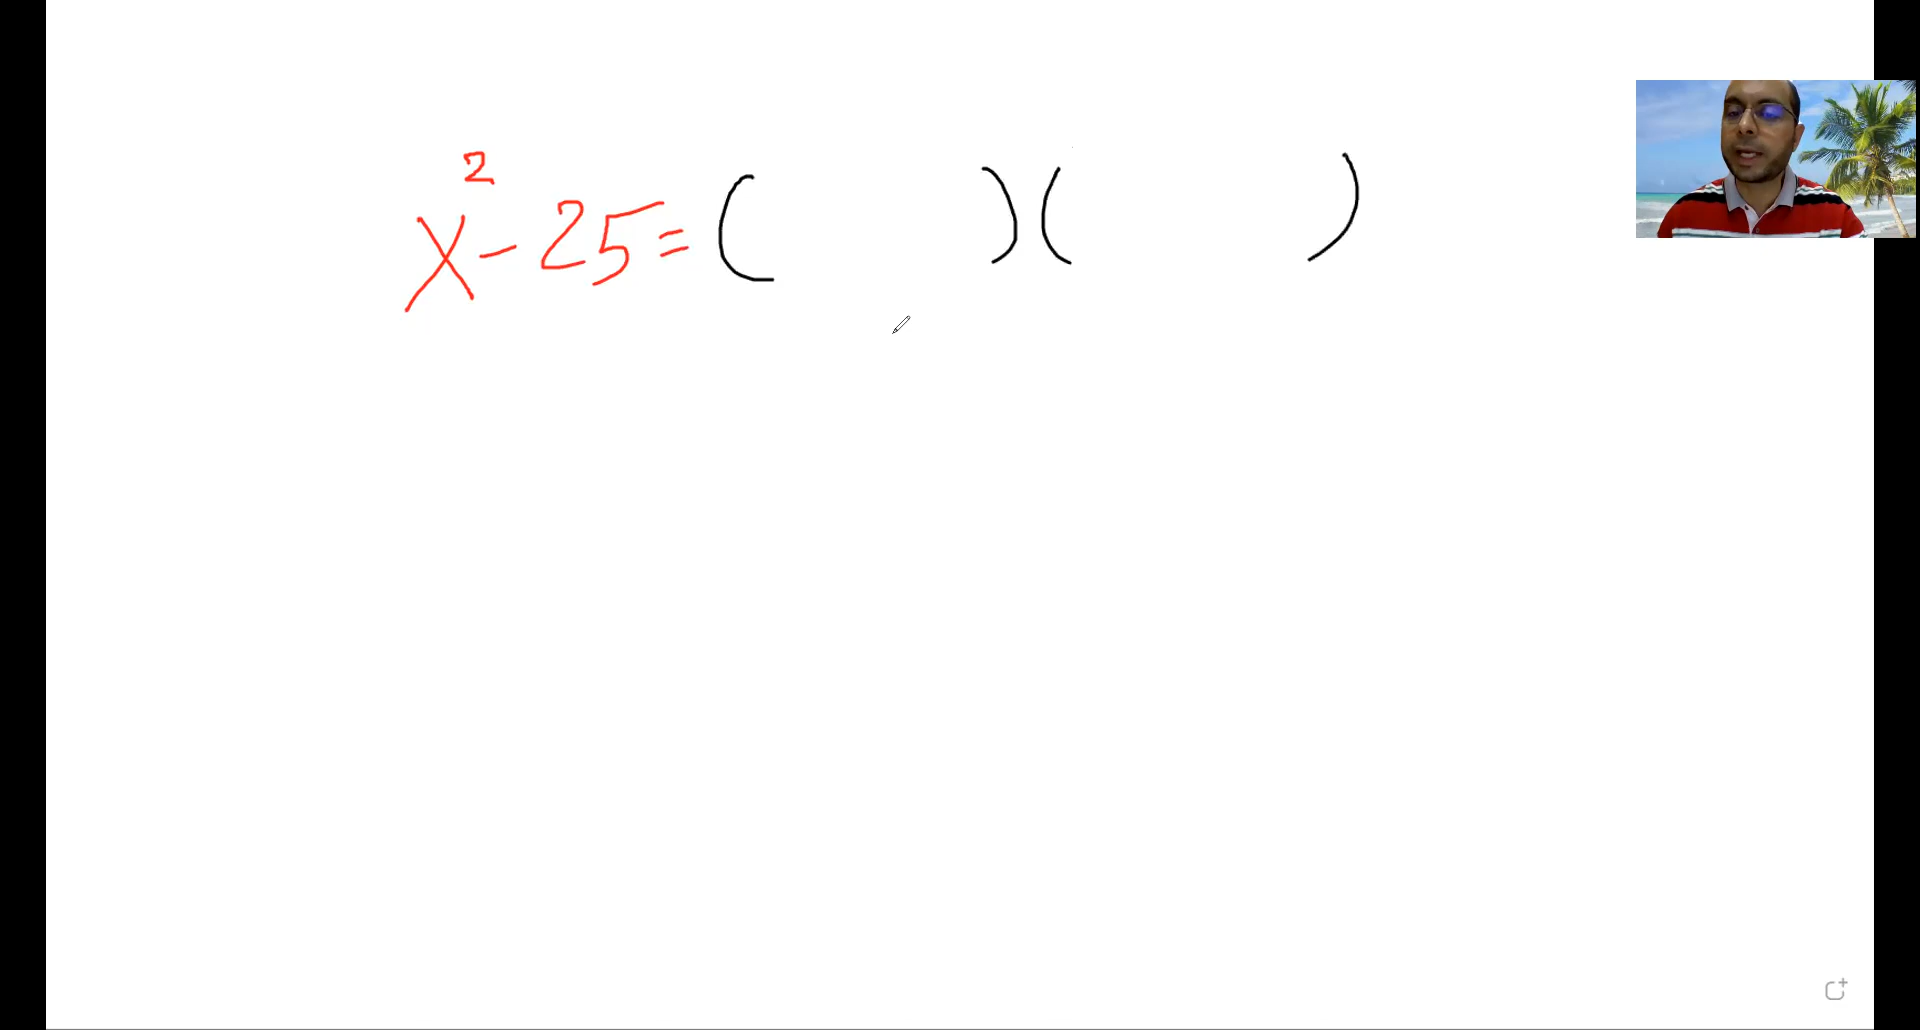 x² - 25 = ( ) ( )